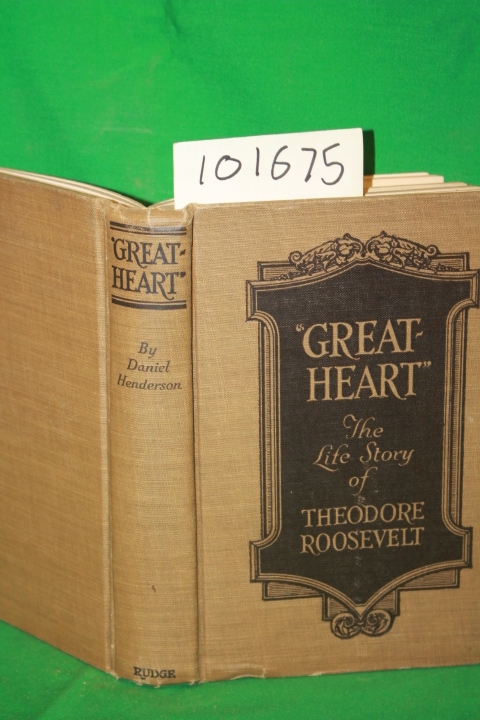 101675
"GREAT-
HEART"
By
Daniel
Henderson
RUDGE
"GREAT-
HEART"
The
Life Story
of
THEODORE
ROOSEVELT